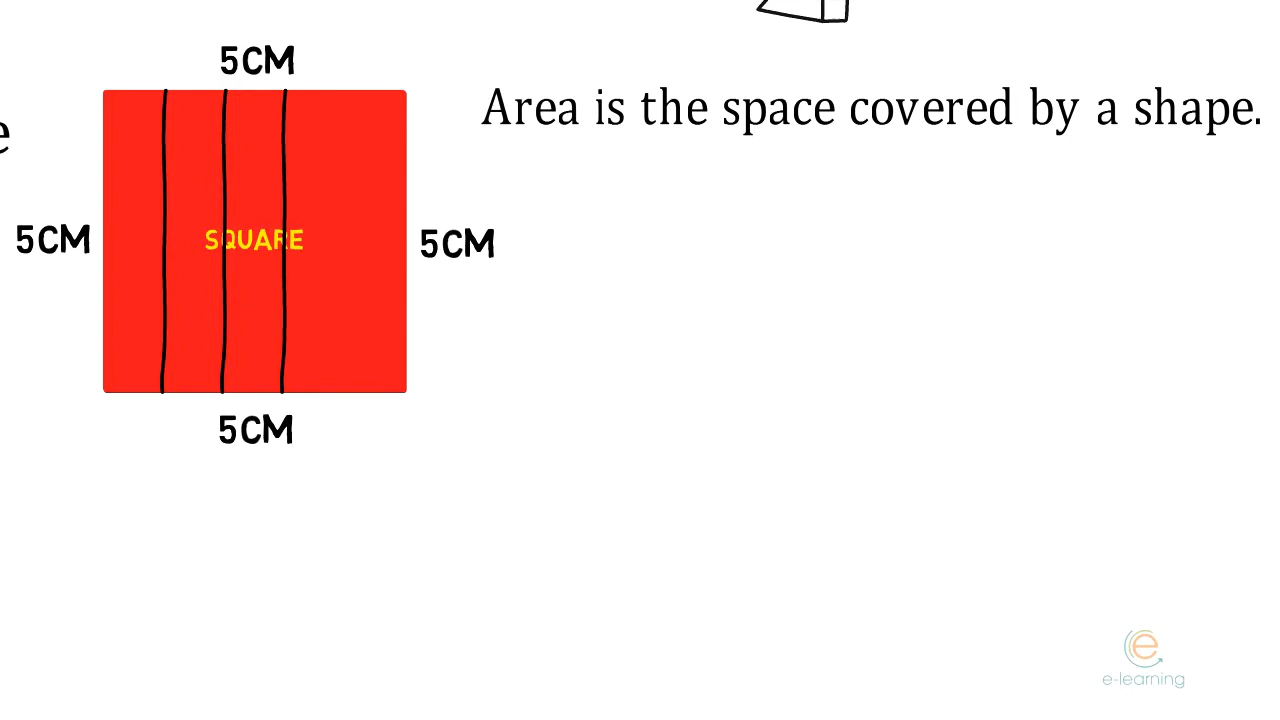 5CM
Area is the space covered by a shape.
e
5CM
SQUARE
5CM
5CM
e
e-learning